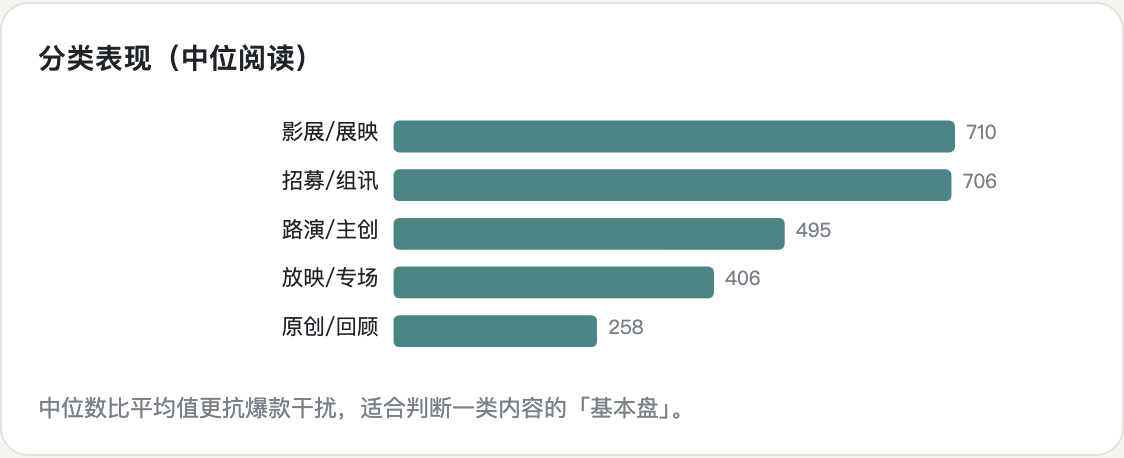 分类表现（中位阅读）
影展/展映 710
招募/组讯 706
路演/主创 495
放映/专场 406
原创/回顾 258
中位数比平均值更抗爆款干扰，适合判断一类内容的「基本盘」。